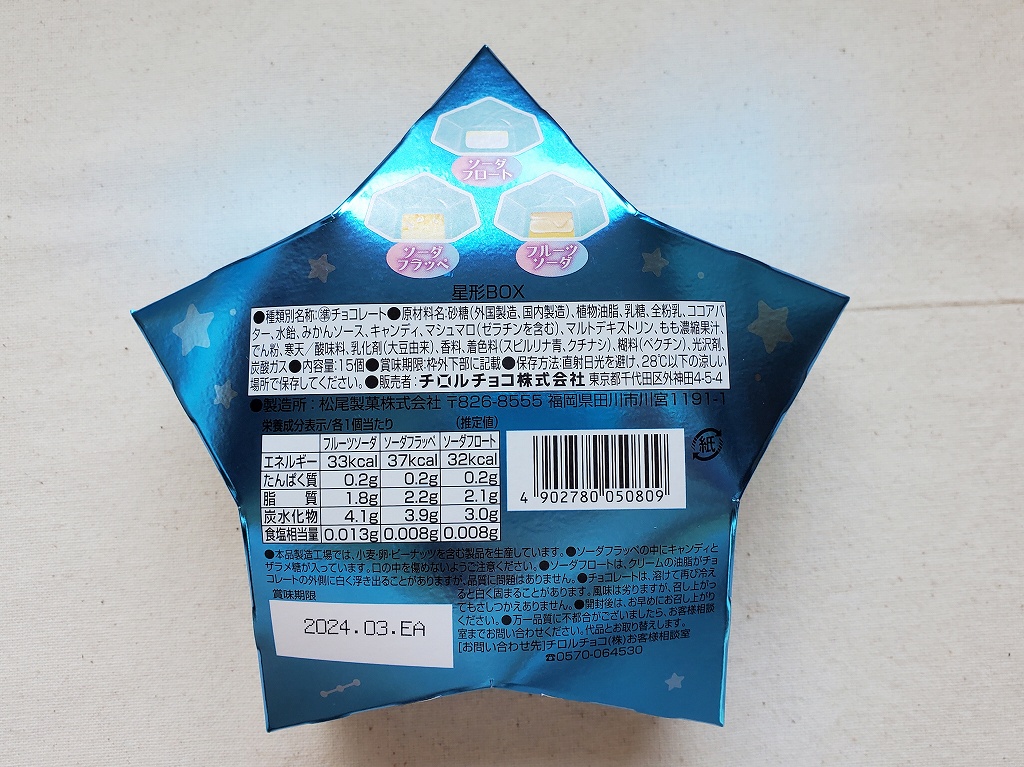 ソーダ
フロート
ソーダ
フラッペ
フルーツ
ソーダ
星形BOX
●種類別名称:準チョコレート●原材料名:砂糖(外国製造、国内製造)、植物油脂、乳糖、全粉乳、ココアバ
ター、水飴、みかんソース、キャンディ、マシュマロ(ゼラチンを含む)、マルトデキストリン、もも濃縮果汁、
でん粉、寒天/酸味料、乳化剤(大豆由来)、香料、着色料(スピルリナ青、クチナシ)、糊料(ペクチン)、光沢剤、
炭酸ガス●内容量:15個●賞味期限:枠外下部に記載●保存方法:直射日光を避け、28℃以下の涼しい
場所で保存してください。●販売者:チロルチョコ株式会社 東京都千代田区外神田4-5-4
●製造所:松尾製菓株式会社 〒826-8555 福岡県田川市川宮1191-1
栄養成分表示/各1個当たり (推定値)
フルーツソーダ ソーダフラッペ ソーダフロート
エネルギー 33kcal 37kcal 32kcal
たんぱく質 0.2g 0.2g 0.2g
脂 質 1.8g 2.2g 2.1g
炭水化物 4.1g 3.9g 3.0g
食塩相当量 0.013g 0.008g 0.008g
4 902780 050809
紙
●本品製造工場では、小麦・卵・ピーナッツを含む製品を生産しています。●ソーダフラッペの中にキャンディと
ザラメ糖が入っています。口の中を傷めないようご注意ください。●ソーダフロートは、クリームの油脂がチョ
コレートの外側に白く浮き出ることがありますが、品質に問題はありません。●チョコレートは、溶けて再び冷え
ると白く固まることがあります。風味は劣りますが、召し上がっ
てもさしつかえありません。●開封後は、お早めにお召し上がり
ください。●万一品質に不都合がございましたら、お客様相談
室までお問い合わせください。代品とお取り替えします。
[お問い合わせ先]チロルチョコ(株)お客様相談室
☎0570-064530
賞味期限
2024.03.EA